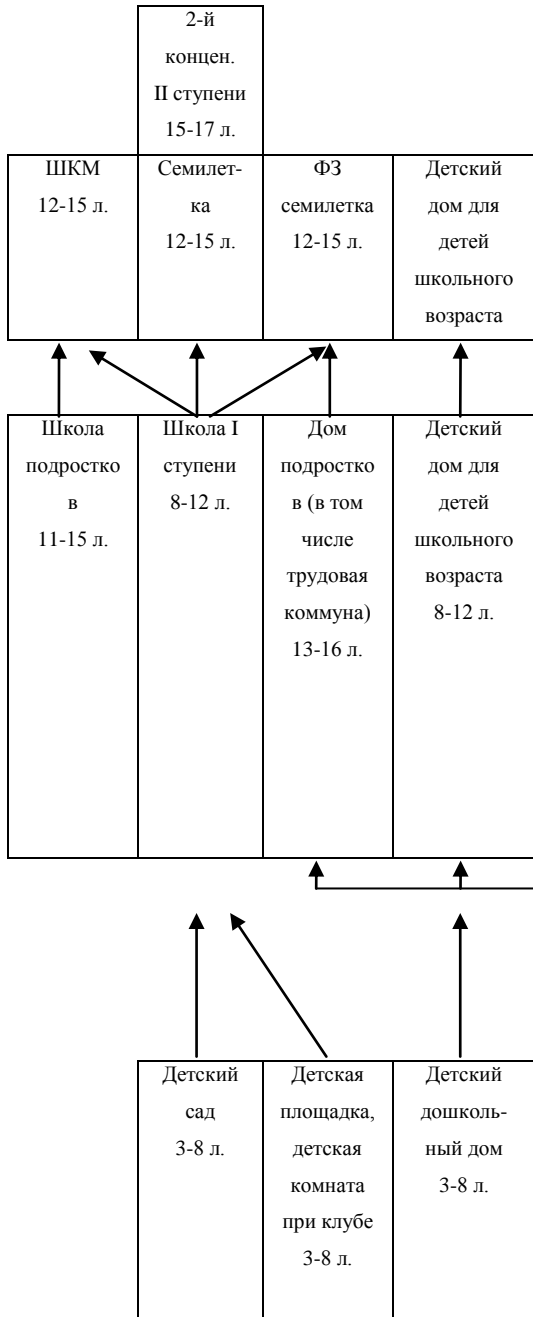 2-й
концен.
II ступени
15-17 л.
ШКМ
12-15 л.
Семилет-
ка
12-15 л.
ФЗ
семилетка
12-15 л.
Детский
дом для
детей
школьного
возраста
Школа
подростко
в
11-15 л.
Школа I
ступени
8-12 л.
Дом
подростко
в (в том
числе
трудовая
коммуна)
13-16 л.
Детский
дом для
детей
школьного
возраста
8-12 л.
Детский
сад
3-8 л.
Детская
площадка,
детская
комната
при клубе
3-8 л.
Детский
дошколь-
ный дом
3-8 л.